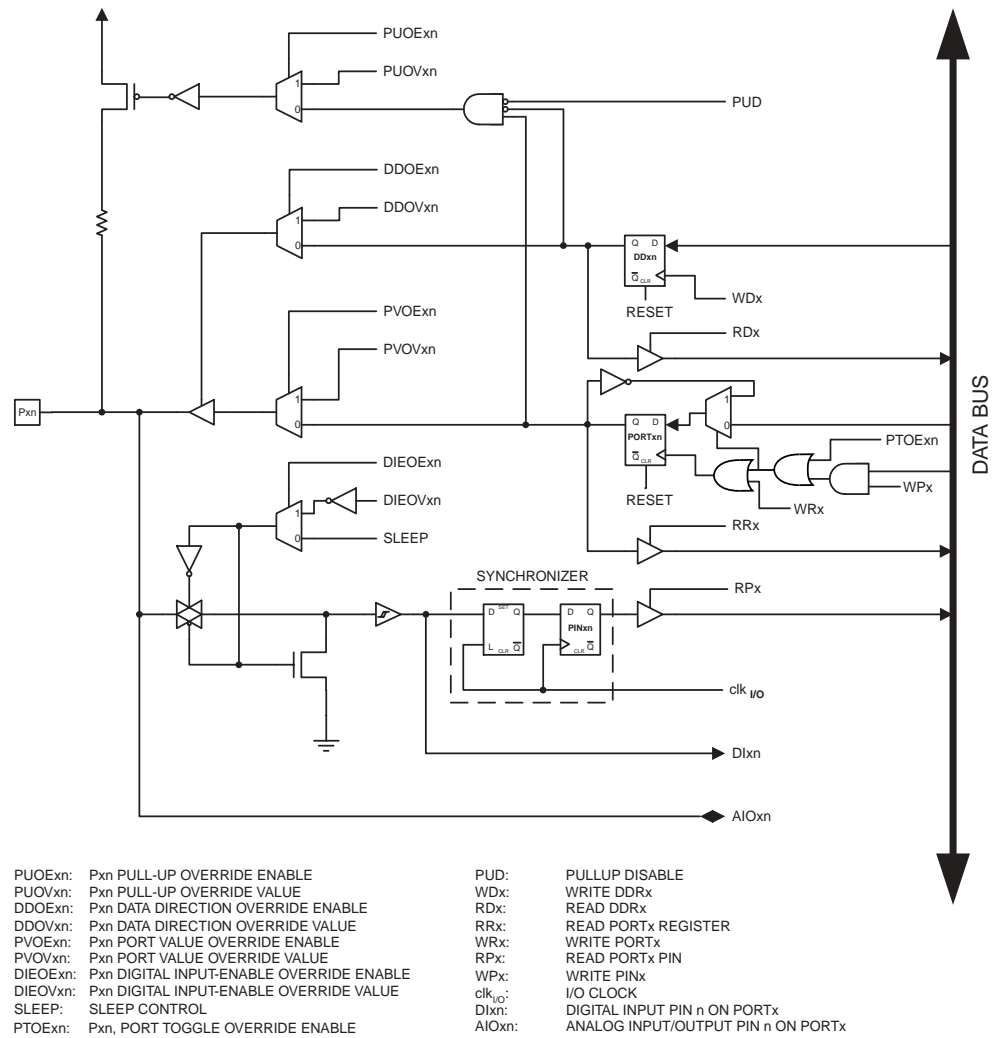 PUOExn
PUOVxn
1
0
PUD
DDOExn
DDOVxn
1
0
Q D
DDxn
Q CLR
WDx
RESET
RDx
PVOExn
PVOVxn
1
0
Pxn
1
0
Q D
PORTxn
Q CLR
RESET
PTOExn
WPx
WRx
RRx
DATA BUS
DIEOExn
DIEOVxn
1
0
SLEEP
SYNCHRONIZER
D SET Q
L CLR Q
D Q
PINxn
CLR Q
RPx
clk I/O
DIxn
AIOxn
PUOExn: Pxn PULL-UP OVERRIDE ENABLE
PUOVxn: Pxn PULL-UP OVERRIDE VALUE
DDOExn: Pxn DATA DIRECTION OVERRIDE ENABLE
DDOVxn: Pxn DATA DIRECTION OVERRIDE VALUE
PVOExn: Pxn PORT VALUE OVERRIDE ENABLE
PVOVxn: Pxn PORT VALUE OVERRIDE VALUE
DIEOExn: Pxn DIGITAL INPUT-ENABLE OVERRIDE ENABLE
DIEOVxn: Pxn DIGITAL INPUT-ENABLE OVERRIDE VALUE
SLEEP: SLEEP CONTROL
PTOExn: Pxn, PORT TOGGLE OVERRIDE ENABLE
PUD: PULLUP DISABLE
WDx: WRITE DDRx
RDx: READ DDRx
RRx: READ PORTx REGISTER
WRx: WRITE PORTx
RPx: READ PORTx PIN
WPx: WRITE PINx
clk I/O: I/O CLOCK
DIxn: DIGITAL INPUT PIN n ON PORTx
AIOxn: ANALOG INPUT/OUTPUT PIN n ON PORTx